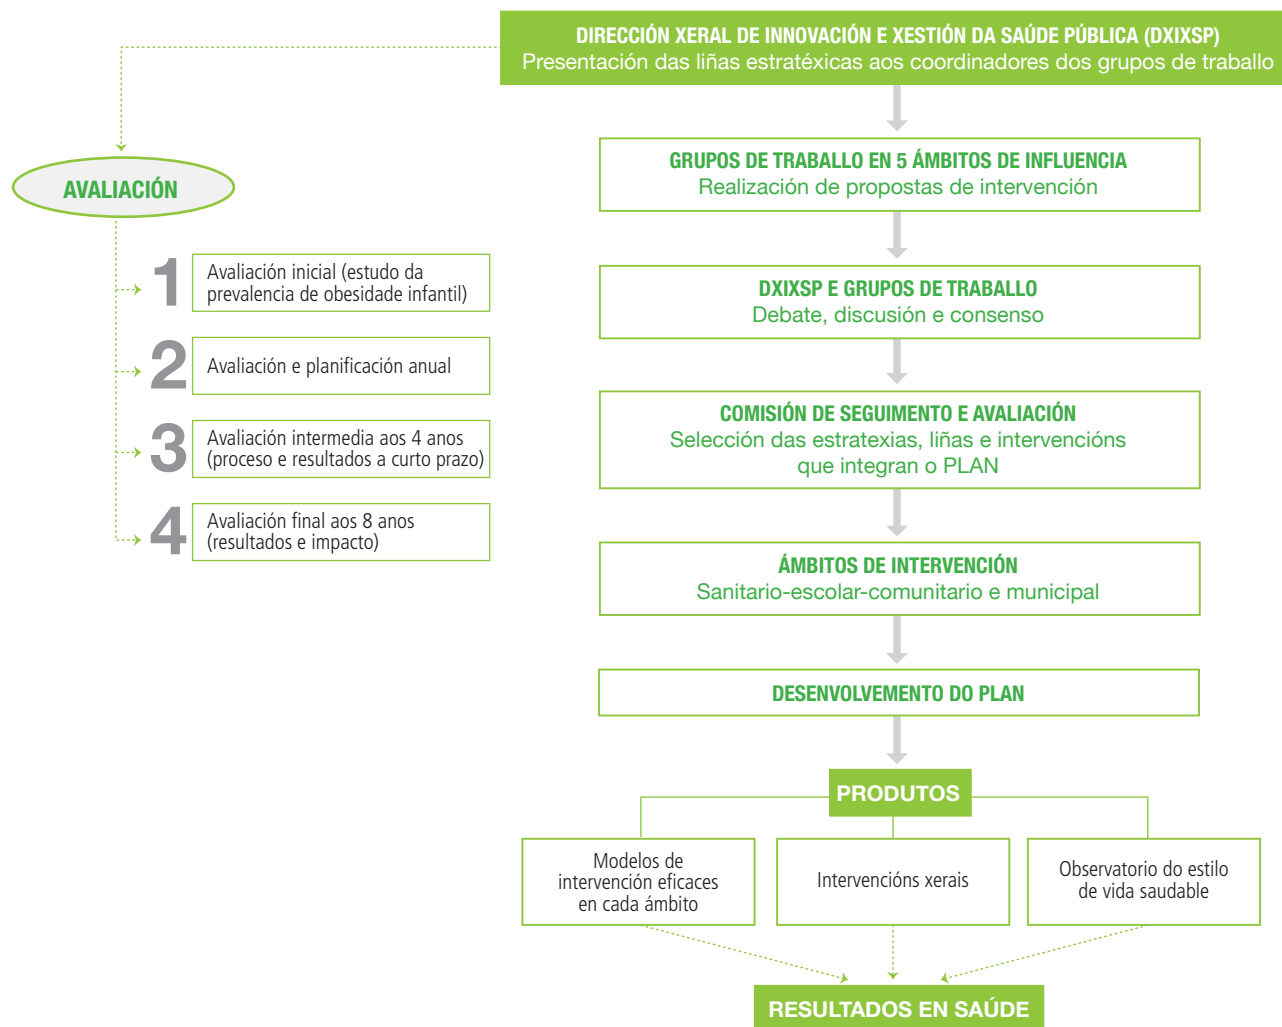 DIRECCIÓN XERAL DE INNOVACIÓN E XESTIÓN DA SAÚDE PÚBLICA (DXIXSP)
Presentación das liñas estratéxicas aos coordinadores dos grupos de traballo
GRUPOS DE TRABALLO EN 5 ÁMBITOS DE INFLUENCIA
Realización de propostas de intervención
DXIXSP E GRUPOS DE TRABALLO
Debate, discusión e consenso
COMISIÓN DE SEGUIMENTO E AVALIACIÓN
Selección das estratexias, liñas e intervencións
que integran o PLAN
ÁMBITOS DE INTERVENCIÓN
Sanitario-escolar-comunitario e municipal
DESENVOLVEMENTO DO PLAN
PRODUTOS
Modelos de
intervención eficaces
en cada ámbito
Intervencións xerais
Observatorio do estilo
de vida saudable
RESULTADOS EN SAÚDE
AVALIACIÓN
1
Avaliación inicial (estudo da
prevalencia de obesidade infantil)
2
Avaliación e planificación anual
3
Avaliación intermedia aos 4 anos
(proceso e resultados a curto prazo)
4
Avaliación final aos 8 anos
(resultados e impacto)